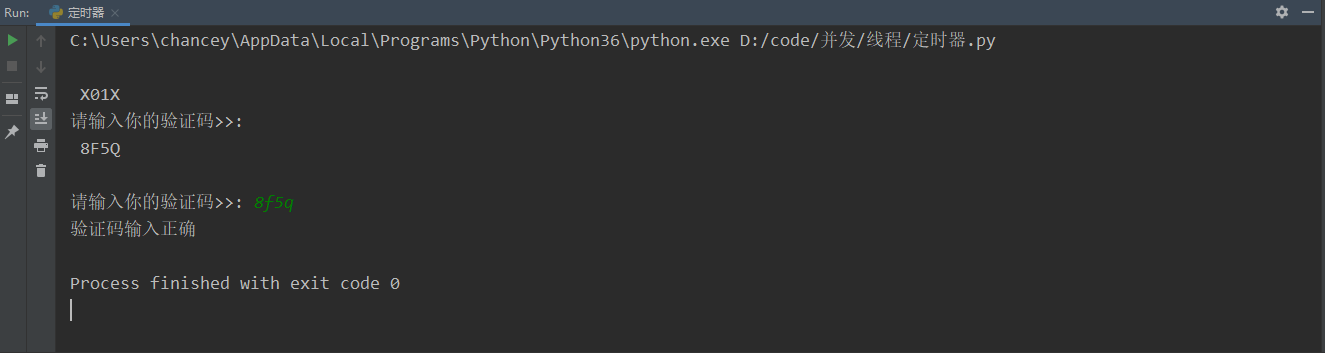 Run: 定时器
C:\Users\chancey\AppData\Local\Programs\Python\Python36\python.exe D:/code/并发/线程/定时器.py
X01X
请输入你的验证码>>:
8F5Q
请输入你的验证码>>: 8f5q
验证码输入正确
Process finished with exit code 0